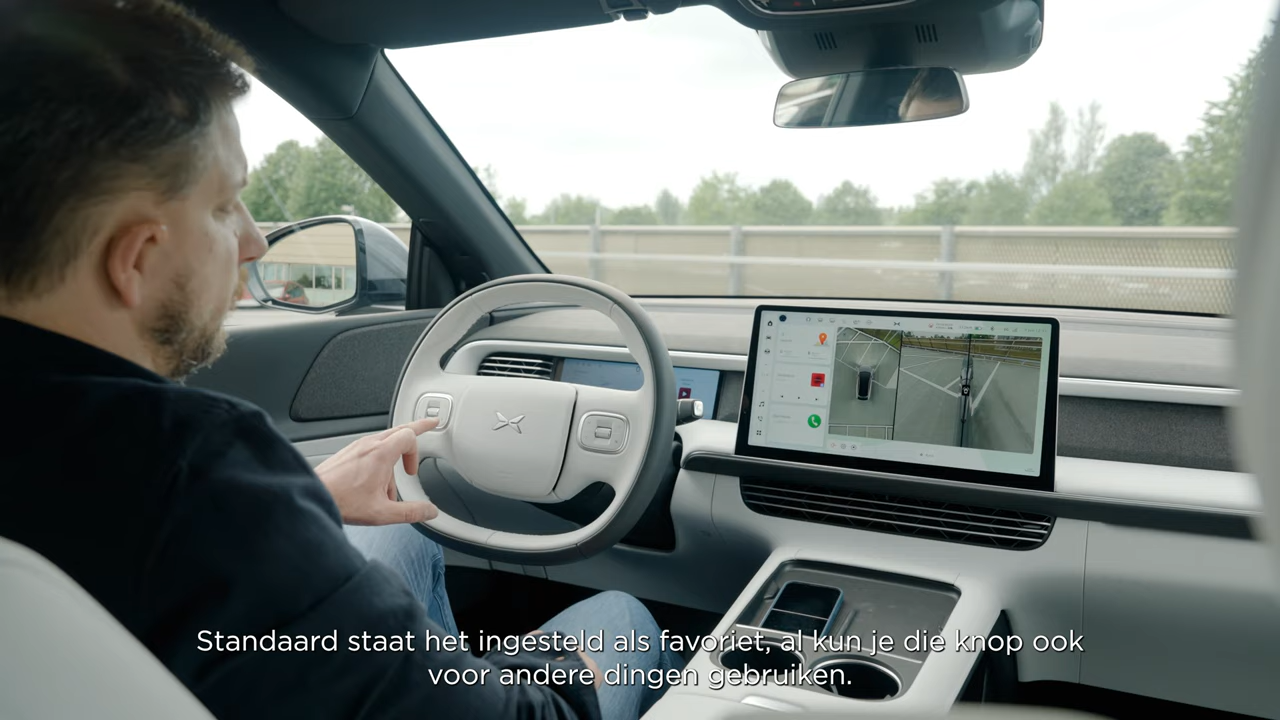 Standaard staat het ingesteld als favoriet, al kun je die knop ook
voor andere dingen gebruiken.